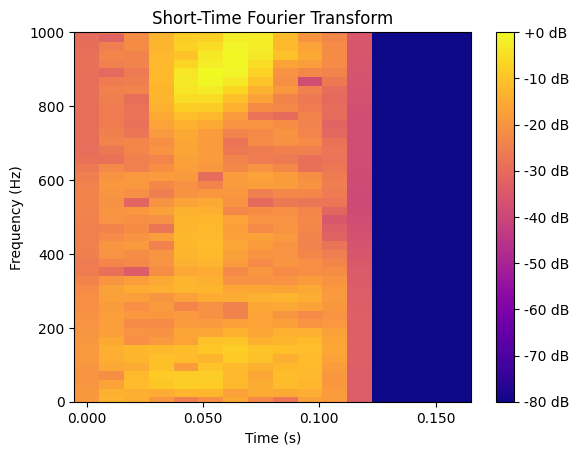 Short-Time Fourier Transform
1000
800
600
400
200
0
Frequency (Hz)
0.000
0.050
0.100
0.150
Time (s)
+0 dB
-10 dB
-20 dB
-30 dB
-40 dB
-50 dB
-60 dB
-70 dB
-80 dB